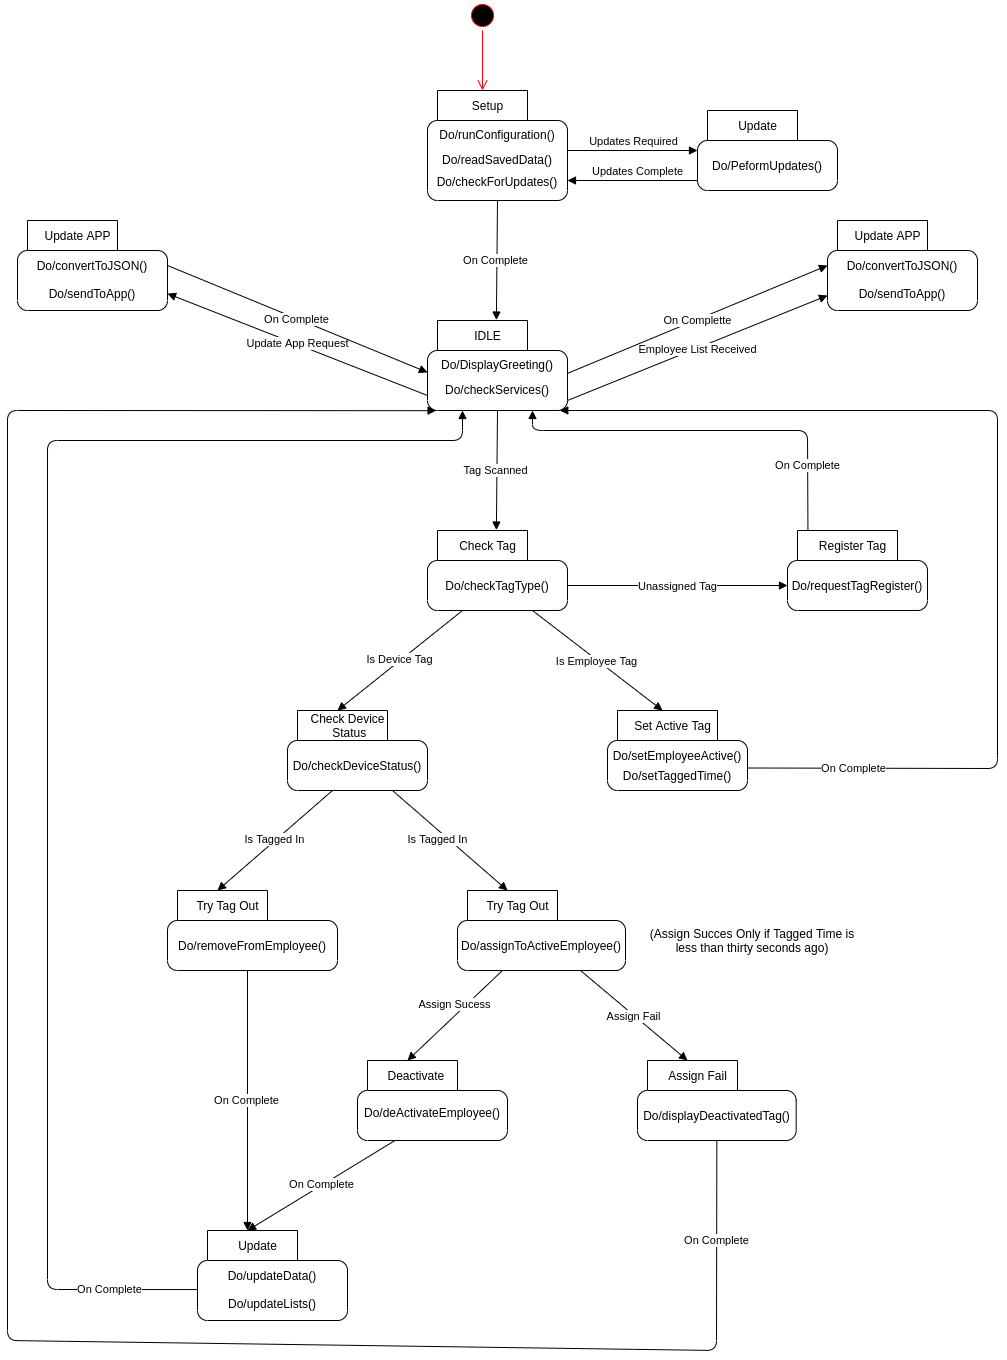 Setup
Do/runConfiguration()
Do/readSavedData()
Do/checkForUpdates()
Updates Required
Updates Complete
Update
Do/PeformUpdates()
On Complete
Update APP
Do/convertToJSON()
Do/sendToApp()
On Complete
Update App Request
IDLE
Do/DisplayGreeting()
Do/checkServices()
On Complette
Employee List Received
Update APP
Do/convertToJSON()
Do/sendToApp()
Tag Scanned
On Complete
Check Tag
Do/checkTagType()
Unassigned Tag
Register Tag
Do/requestTagRegister()
Is Device Tag
Is Employee Tag
Check Device
Status
Do/checkDeviceStatus()
Set Active Tag
Do/setEmployeeActive()
Do/setTaggedTime()
On Complete
Is Tagged In
Is Tagged In
Try Tag Out
Do/removeFromEmployee()
Try Tag Out
Do/assignToActiveEmployee()
(Assign Succes Only if Tagged Time is
less than thirty seconds ago)
Assign Sucess
Assign Fail
Deactivate
Do/deActivateEmployee()
Assign Fail
Do/displayDeactivatedTag()
On Complete
On Complete
On Complete
Update
Do/updateData()
Do/updateLists()
On Complete